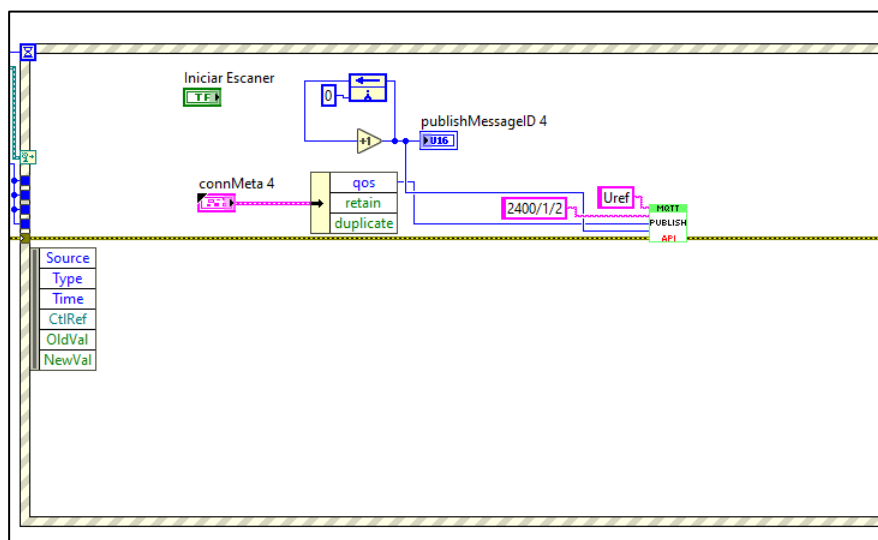 Iniciar Escaner
TF
0
+1
publishMessageID 4
U16
connMeta 4
qos
retain
duplicate
2400/1/2
Uref
MQTT
PUBLISH
API
Source
Type
Time
CtlRef
OldVal
NewVal